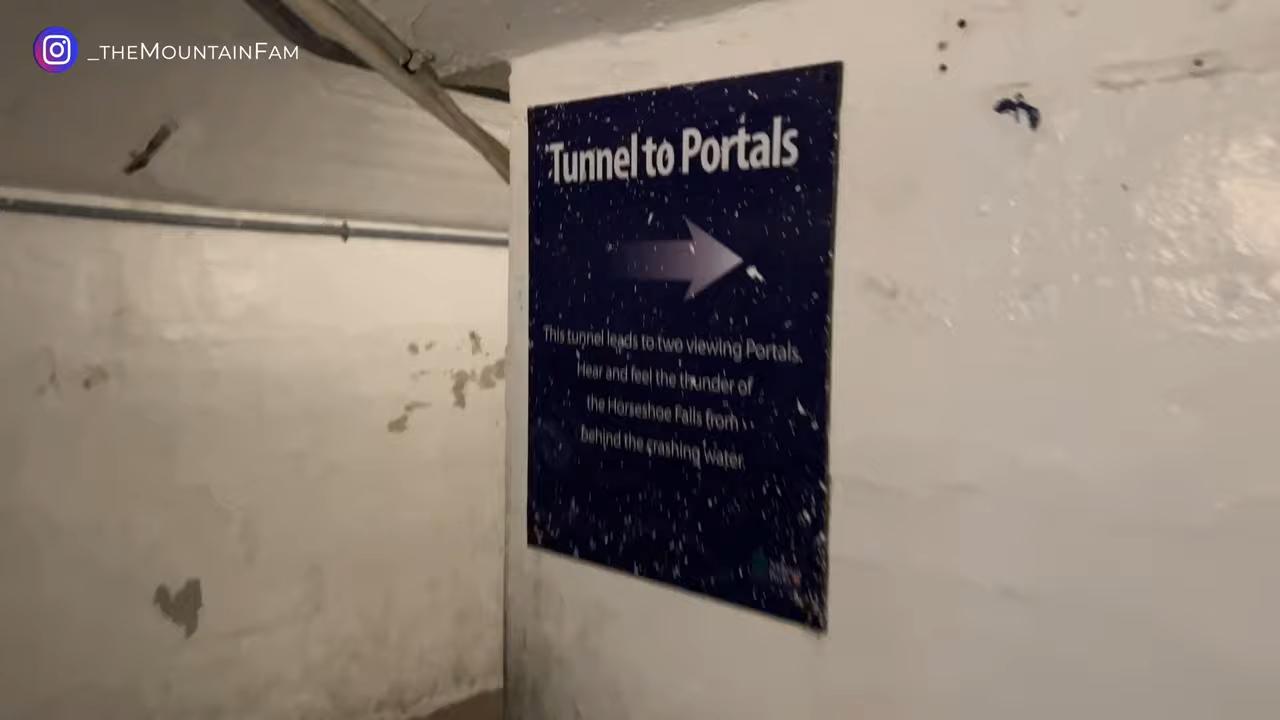 _theMountainFam
Tunnel to Portals
This tunnel leads to two viewing Portals.
Hear and feel the thunder of
the Horseshoe Falls from
behind the crashing water.